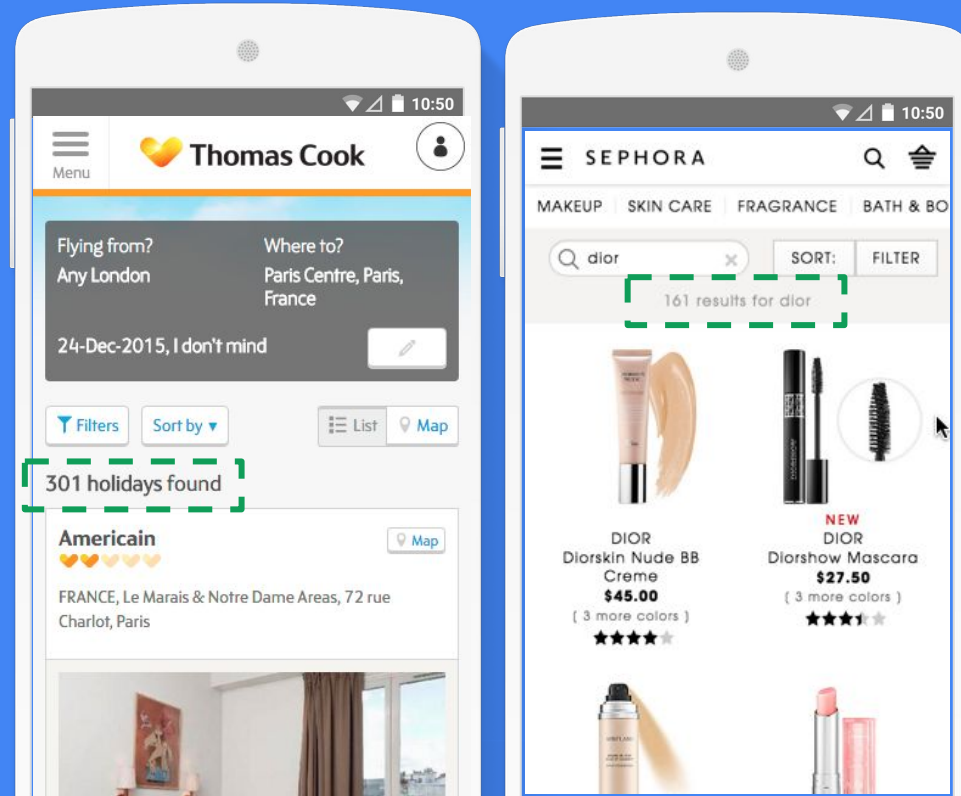 10:50
Menu
Thomas Cook
Flying from?
Any London
Where to?
Paris Centre, Paris,
France
24-Dec-2015, I don't mind
Filters
Sort by ▾
List
Map
301 holidays found
Americain
Map
FRANCE, Le Marais & Notre Dame Areas, 72 rue
Charlot, Paris
10:50
SEPHORA
MAKEUP SKIN CARE FRAGRANCE BATH & BO
dior
SORT:
FILTER
161 results for dior
DIOR
Diorskin Nude BB
Creme
$45.00
( 3 more colors )
NEW
DIOR
Diorshow Mascara
$27.50
( 3 more colors )